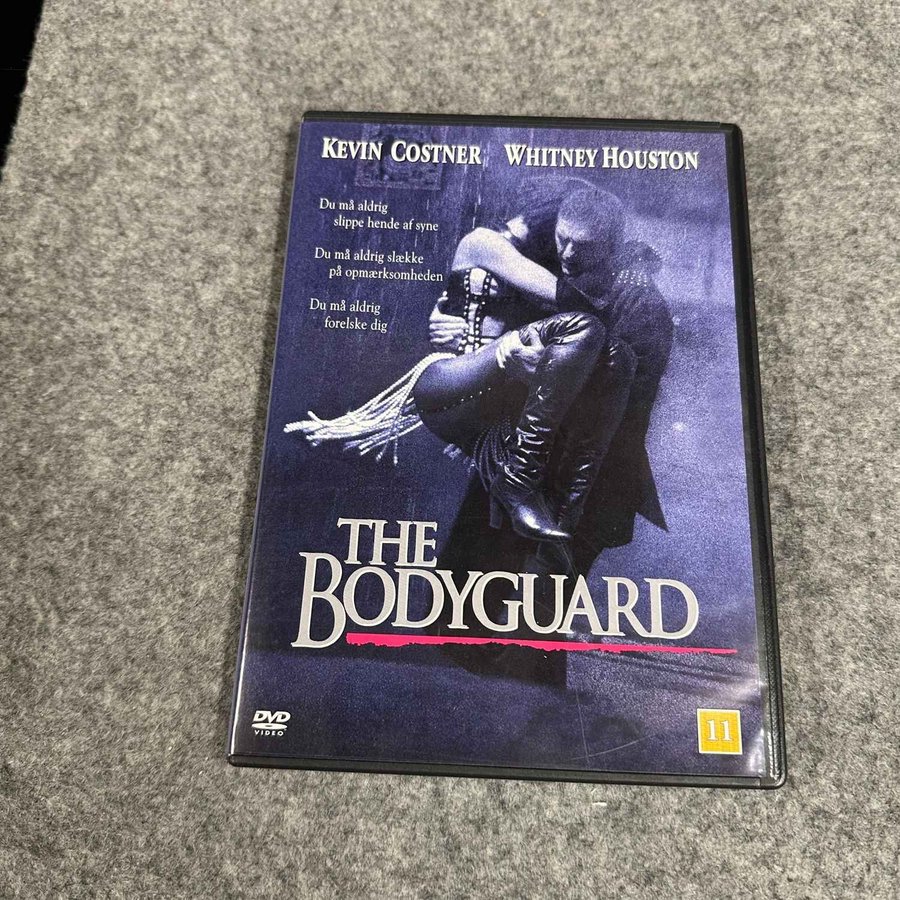 KEVIN COSTNER WHITNEY HOUSTON
Du må aldrig
slippe hende af syne
Du må aldrig slække
på opmærksomheden
Du må aldrig
forelske dig
THE
BODYGUARD
DVD
VIDEO
11